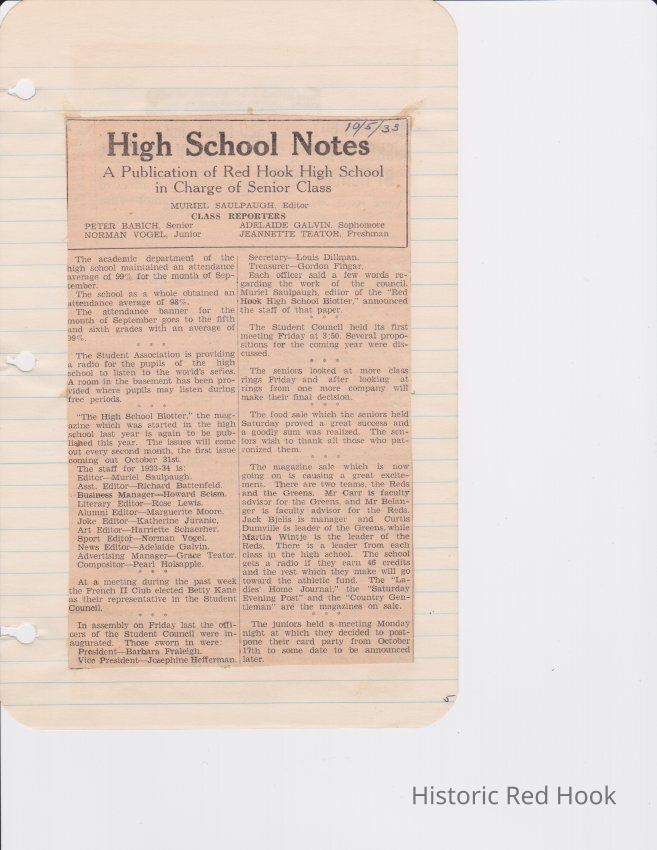 10/5/33
High School Notes
A Publication of Red Hook High School
in Charge of Senior Class
MURIEL SAULPAUGH, Editor
CLASS REPORTERS
PETER BABICH, Senior ADELAIDE GALVIN, Sophomore
NORMAN VOGEL, Junior JEANNETTE TEATOR, Freshman
The academic department of the
high school maintained an attendance
average of 99% for the month of Sep-
tember.
The school as a whole obtained an
attendance average of 98%.
The attendance banner for the
month of September goes to the fifth
and sixth grades with an average of
99%.
* * *
The Student Association is providing
a radio for the pupils of the high
school to listen to the world's series.
A room in the basement has been pro-
vided where pupils may listen during
free periods.
* * *
"The High School Blotter," the mag-
azine which was started in the high
school last year is again to be pub-
lished this year. The issues will come
out every second month, the first issue
coming out October 31st.
The staff for 1933-34 is:
Editor—Muriel Saulpaugh.
Asst. Editor—Richard Battenfeld.
Business Manager—Howard Scism.
Literary Editor—Rose Lewis.
Alumni Editor—Marguerite Moore.
Joke Editor—Katherine Juranic.
Art Editor—Harriette Schaerher.
Sport Editor—Norman Vogel.
News Editor—Adelaide Galvin.
Advertising Manager—Grace Teator.
Compositor—Pearl Holsapple.
* * *
At a meeting during the past week
the French II Club elected Betty Kane
as their representative in the Student
Council.
* * *
In assembly on Friday last the offi-
cers of the Student Council were in-
augurated. Those sworn in were:
President—Barbara Fraleigh.
Vice President—Josephine Hefferman.
Secretary—Louis Dillman.
Treasurer—Gordon Fingar.
Each officer said a few words re-
garding the work of the council.
Muriel Saulpaugh, editor of the "Red
Hook High School Blotter," announced
the staff of that paper.
* * *
The Student Council held its first
meeting Friday at 3:50. Several propo-
sitions for the coming year were dis-
cussed.
* * *
The seniors looked at more class
rings Friday and after looking at
rings from one more company will
make their final decision.
* * *
The food sale which the seniors held
Saturday proved a great success and
a goodly sum was realized. The sen-
iors wish to thank all those who pat-
ronized them.
* * *
The magazine sale which is now
going on is causing a great excite-
ment. There are two teams, the Reds
and the Greens. Mr Carr is faculty
advisor for the Greens, and Mr Belan-
ger is faculty advisor for the Reds.
Jack Bjelis is manager and Curtis
Dumville is leader of the Greens, while
Martin Wintje is the leader of the
Reds. There is a leader from each
class in the high school. The school
gets a radio if they earn 46 credits
and the rest which they make will go
toward the athletic fund. The "La-
dies' Home Journal," the "Saturday
Evening Post" and the "Country Gen-
tleman" are the magazines on sale.
* * *
The juniors held a meeting Monday
night at which they decided to post-
pone their card party from October
17th to some date to be announced
later.
5
Historic Red Hook